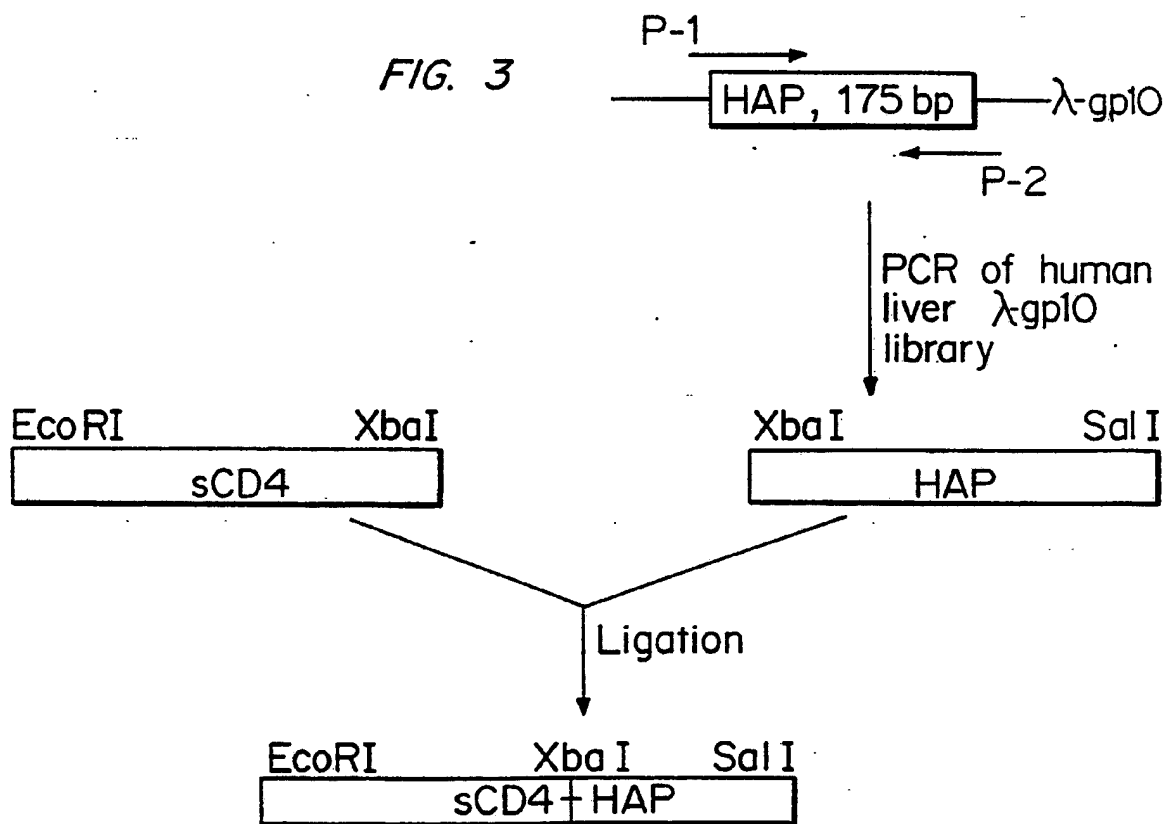 FIG. 3
P-1
HAP, 175 bp
λ-gp10
P-2
PCR of human
liver λ-gp10
library
EcoRI XbaI
sCD4
XbaI SalI
HAP
Ligation
EcoRI XbaI SalI
sCD4+HAP